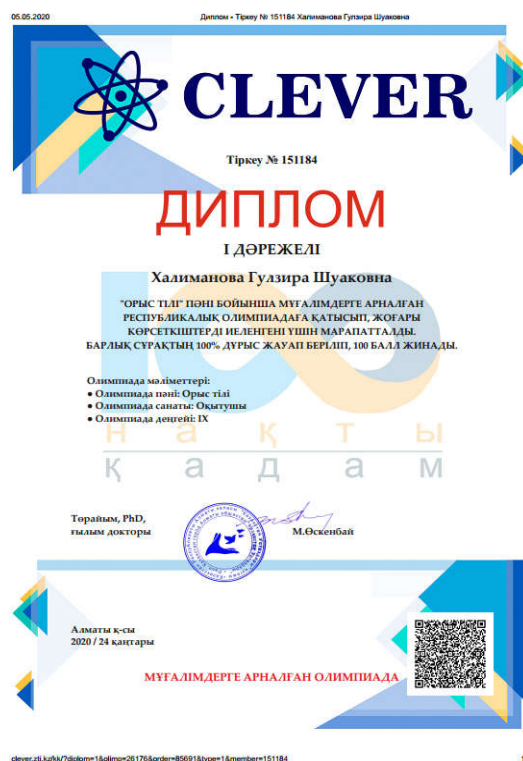 05.05.2020
Диплом • Тіркеу № 151184 Халиманова Гулзира Шуаковна
CLEVER
Тіркеу № 151184
ДИПЛОМ
І ДӘРЕЖЕЛІ
Халиманова Гулзира Шуаковна
"ОРЫС ТІЛІ" ПӘНІ БОЙЫНША МҰҒАЛІМДЕРГЕ АРНАЛҒАН
РЕСПУБЛИКАЛЫҚ ОЛИМПИАДАҒА ҚАТЫСЫП, ЖОҒАРЫ
КӨРСЕТКІШТЕРДІ ИЕЛЕНГЕНІ ҮШІН МАРАПАТТАЛДЫ.
БАРЛЫҚ СҰРАҚТЫҢ 100% ДҰРЫС ЖАУАП БЕРІЛІП, 100 БАЛЛ ЖИНАДЫ.
Олимпиада мәліметтері:
● Олимпиада пәні: Орыс тілі
● Олимпиада санаты: Оқытушы
● Олимпиада деңгейі: IX
100
нақты
қадам
Төрайым, PhD,
ғылым докторы
М.Өскенбай
Алматы қ-сы
2020 / 24 қаңтары
МҰҒАЛІМДЕРГЕ АРНАЛҒАН ОЛИМПИАДА
clever.zti.kz/kk/?diplom=1&olimp=26176&order=85691&type=1&member=151184